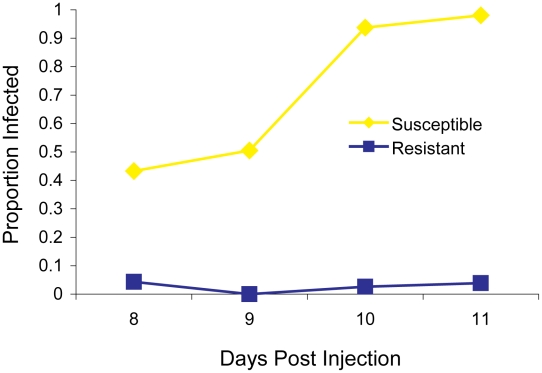 1
0.9
0.8
0.7
0.6
0.5
0.4
0.3
0.2
0.1
0
Proportion Infected
Susceptible
Resistant
8 9 10 11
Days Post Injection